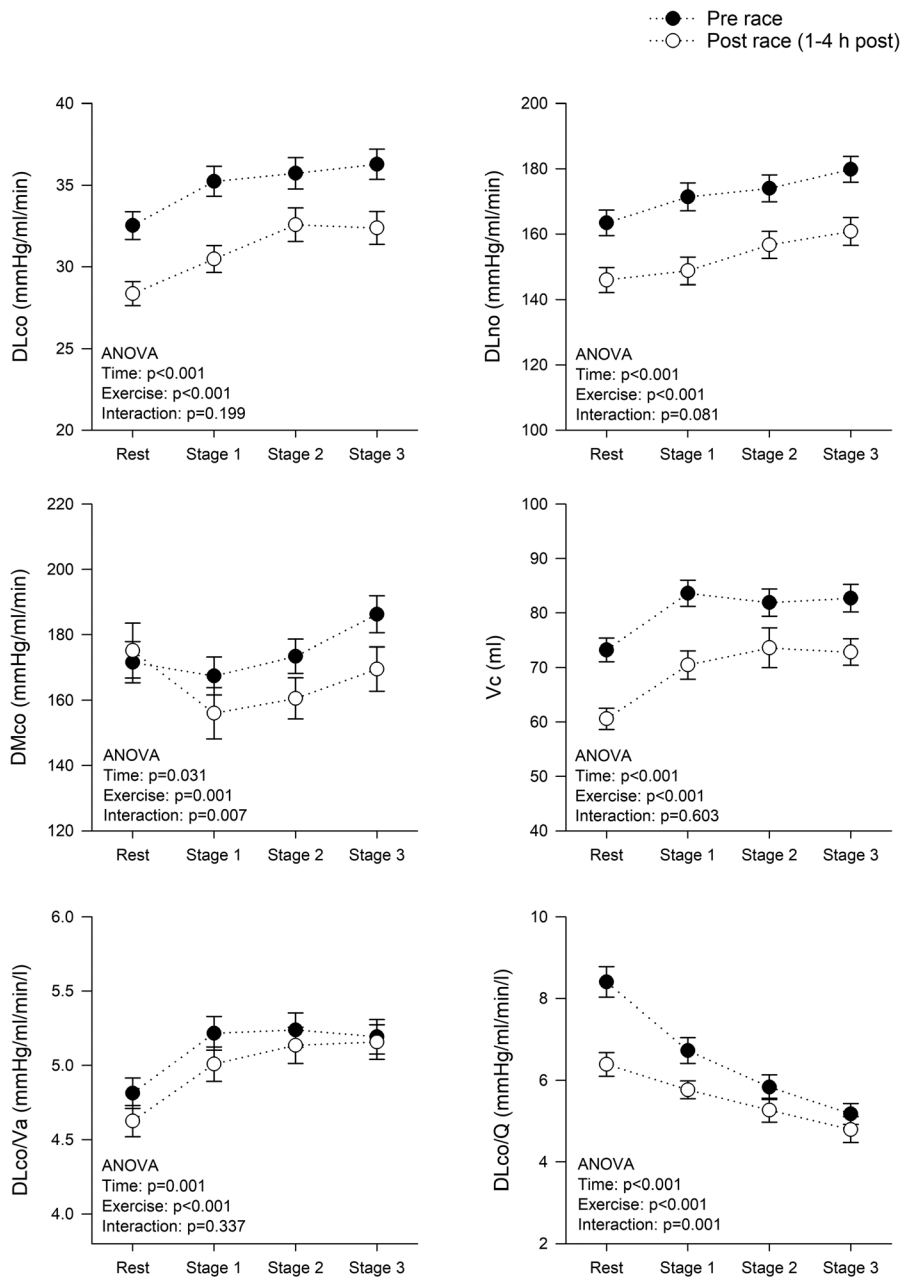 Pre race
Post race (1-4 h post)
DLco (mmHg/ml/min)
40
35
30
25
20
ANOVA
Time: p<0.001
Exercise: p<0.001
Interaction: p=0.199
Rest Stage 1 Stage 2 Stage 3
DLno (mmHg/ml/min)
200
180
160
140
120
100
ANOVA
Time: p<0.001
Exercise: p<0.001
Interaction: p=0.081
Rest Stage 1 Stage 2 Stage 3
DMco (mmHg/ml/min)
220
200
180
160
140
120
ANOVA
Time: p=0.031
Exercise: p=0.001
Interaction: p=0.007
Rest Stage 1 Stage 2 Stage 3
Vc (ml)
100
90
80
70
60
50
40
ANOVA
Time: p<0.001
Exercise: p<0.001
Interaction: p=0.603
Rest Stage 1 Stage 2 Stage 3
DLco/Va (mmHg/ml/min/l)
6.0
5.5
5.0
4.5
4.0
ANOVA
Time: p=0.001
Exercise: p<0.001
Interaction: p=0.337
Rest Stage 1 Stage 2 Stage 3
DLco/Q (mmHg/ml/min/l)
10
8
6
4
2
ANOVA
Time: p<0.001
Exercise: p<0.001
Interaction: p=0.001
Rest Stage 1 Stage 2 Stage 3